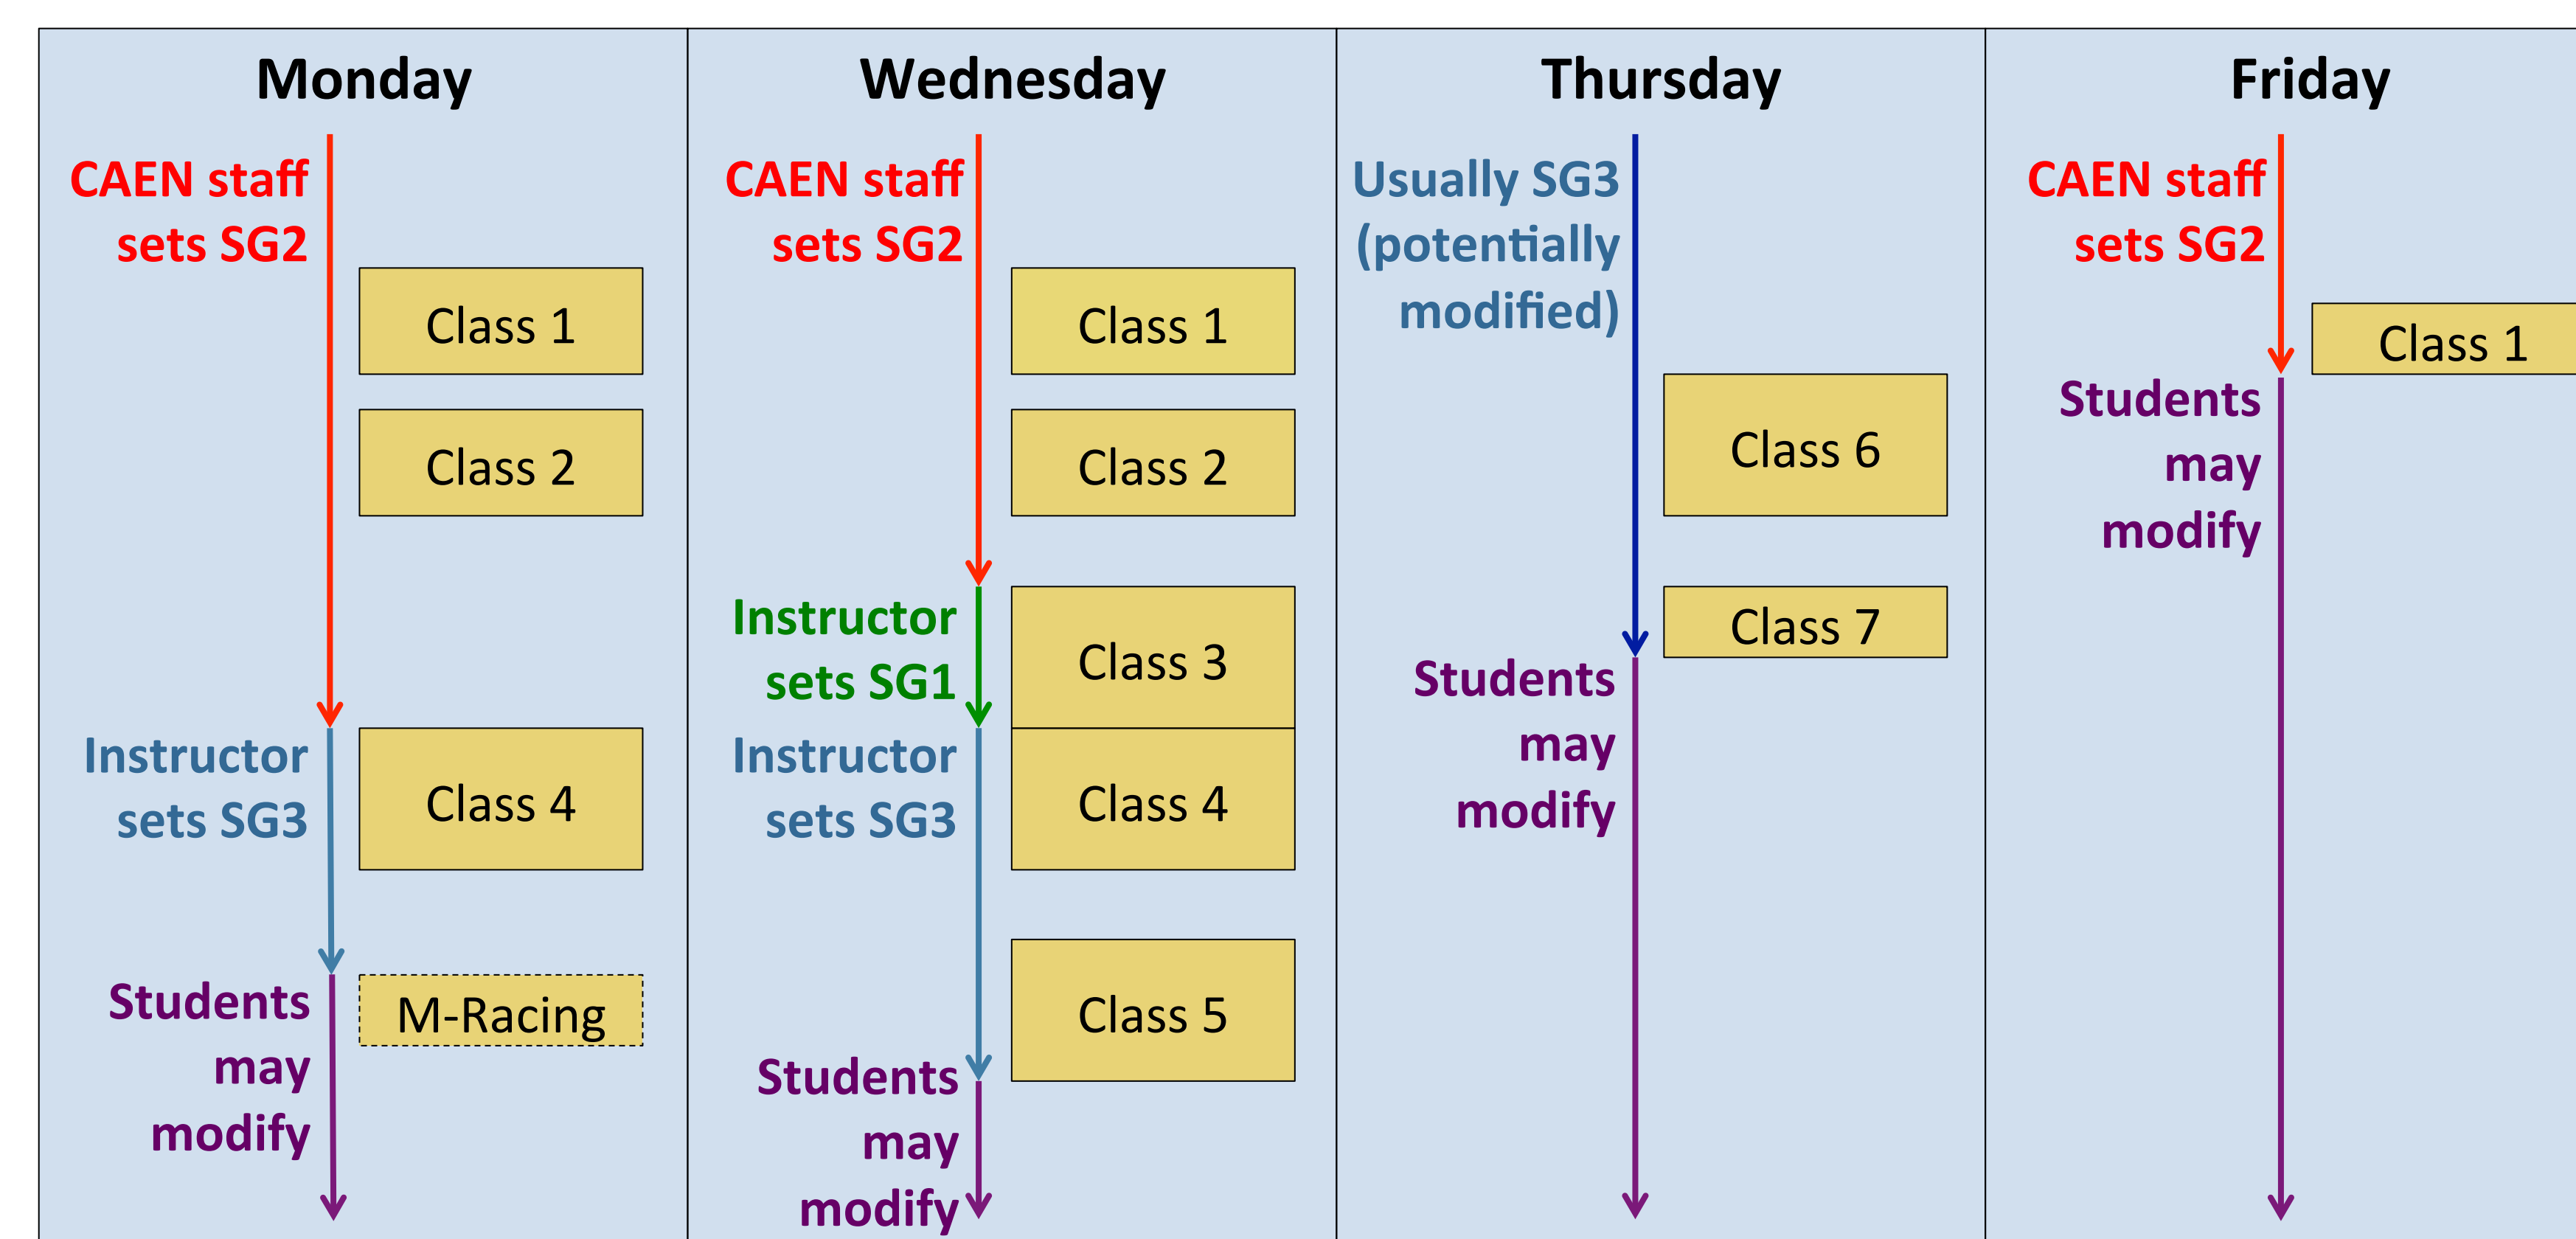 Monday
CAEN staff
sets SG2
Class 1
Class 2
Instructor
sets SG3
Class 4
Students
may
modify
M-Racing
Wednesday
CAEN staff
sets SG2
Class 1
Class 2
Instructor
sets SG1
Class 3
Instructor
sets SG3
Class 4
Class 5
Students
may
modify
Thursday
Usually SG3
(potentially
modified)
Class 6
Class 7
Students
may
modify
Friday
CAEN staff
sets SG2
Class 1
Students
may
modify